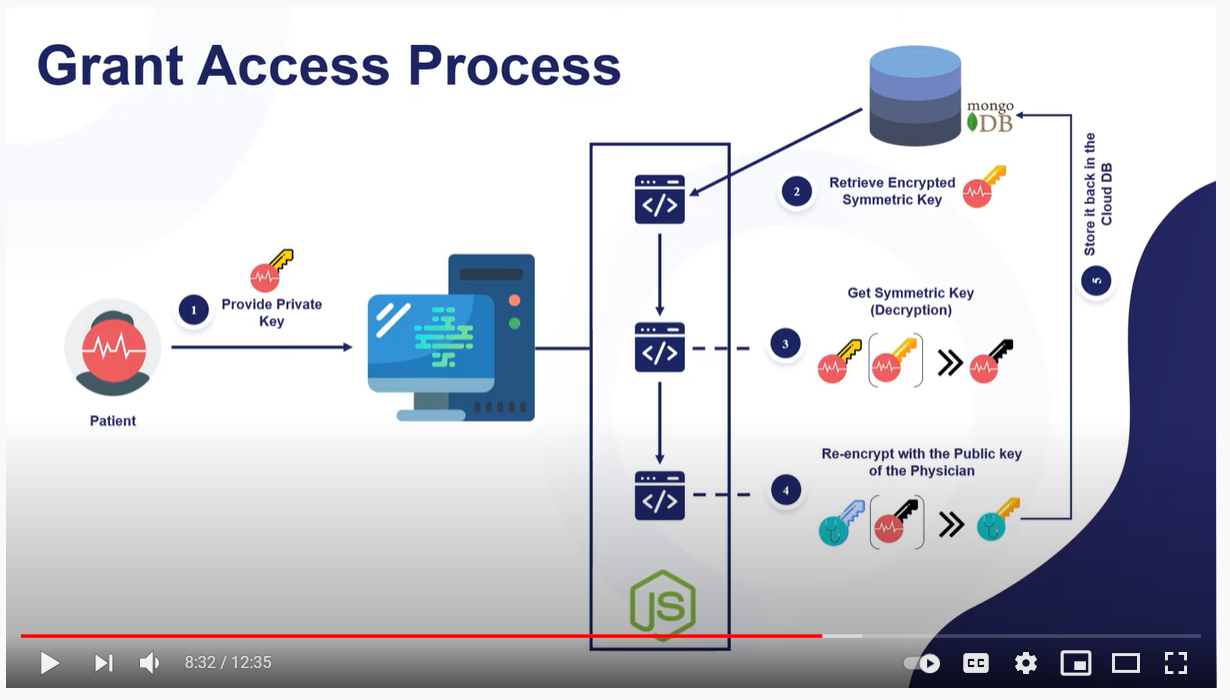 Grant Access Process
mongo
DB
2
Retrieve Encrypted
Symmetric Key
Store it back in the
Cloud DB
5
1
Provide Private
Key
Patient
Get Symmetric Key
(Decryption)
3
Re-encrypt with the Public key
of the Physician
4
</>
</>
</>
JS
8:32 / 12:35
CC